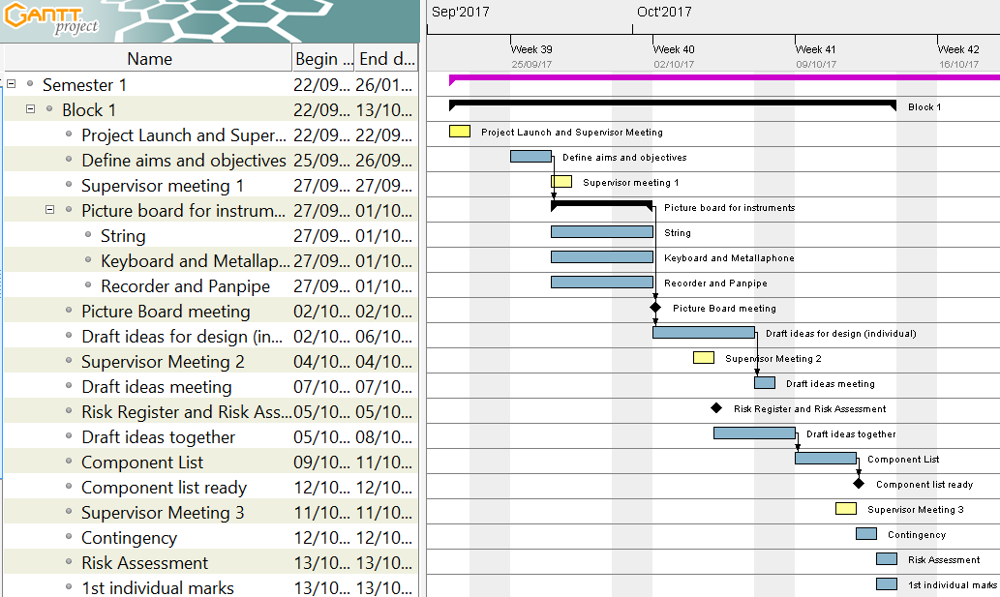 GANTT project
Sep'2017 Oct'2017
Week 39 Week 40 Week 41 Week 42
25/09/17 02/10/17 09/10/17 16/10/17
Name Begin ... End d...
Semester 1 22/09... 26/01...
Block 1 22/09... 13/10... Block 1
Project Launch and Super... 22/09... 22/09... Project Launch and Supervisor Meeting
Define aims and objectives 25/09... 26/09... Define aims and objectives
Supervisor meeting 1 27/09... 27/09... Supervisor meeting 1
Picture board for instrum... 27/09... 01/10... Picture board for instruments
String 27/09... 01/10... String
Keyboard and Metallap... 27/09... 01/10... Keyboard and Metallaphone
Recorder and Panpipe 27/09... 01/10... Recorder and Panpipe
Picture Board meeting 02/10... 02/10... Picture Board meeting
Draft ideas for design (in... 02/10... 06/10... Draft ideas for design (individual)
Supervisor Meeting 2 04/10... 04/10... Supervisor Meeting 2
Draft ideas meeting 07/10... 07/10... Draft ideas meeting
Risk Register and Risk Ass... 05/10... 05/10... Risk Register and Risk Assessment
Draft ideas together 05/10... 08/10... Draft ideas together
Component List 09/10... 11/10... Component List
Component list ready 12/10... 12/10... Component list ready
Supervisor Meeting 3 11/10... 11/10... Supervisor Meeting 3
Contingency 12/10... 12/10... Contingency
Risk Assessment 13/10... 13/10... Risk Assessment
1st individual marks 13/10... 13/10... 1st individual marks